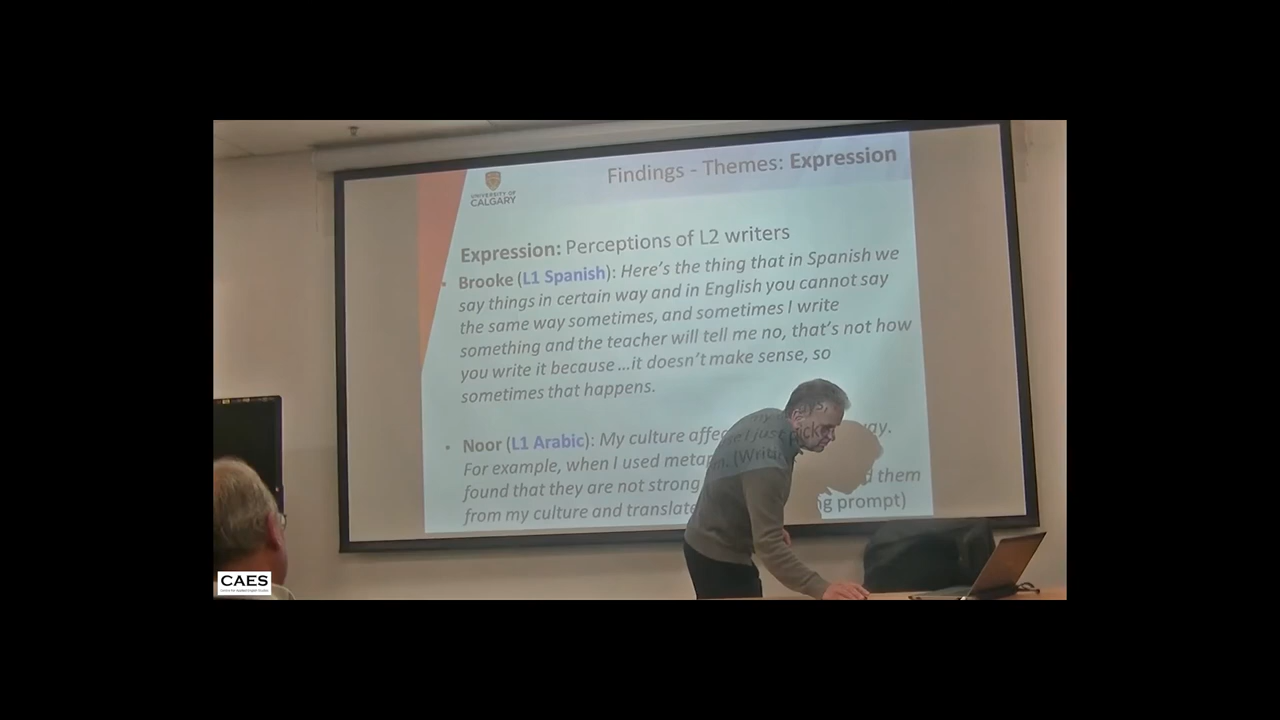 Findings - Themes: Expression
UNIVERSITY OF
CALGARY
Expression: Perceptions of L2 writers
• Brooke (L1 Spanish): Here's the thing that in Spanish we
say things in certain way and in English you cannot say
the same way sometimes, and sometimes I write
something and the teacher will tell me no, that's not how
you write it because ...it doesn't make sense, so
sometimes that happens.
• Noor (L1 Arabic): My culture my I just ay.
For example, when I used
found that they are not strong them
from my culture and prompt)
CAES